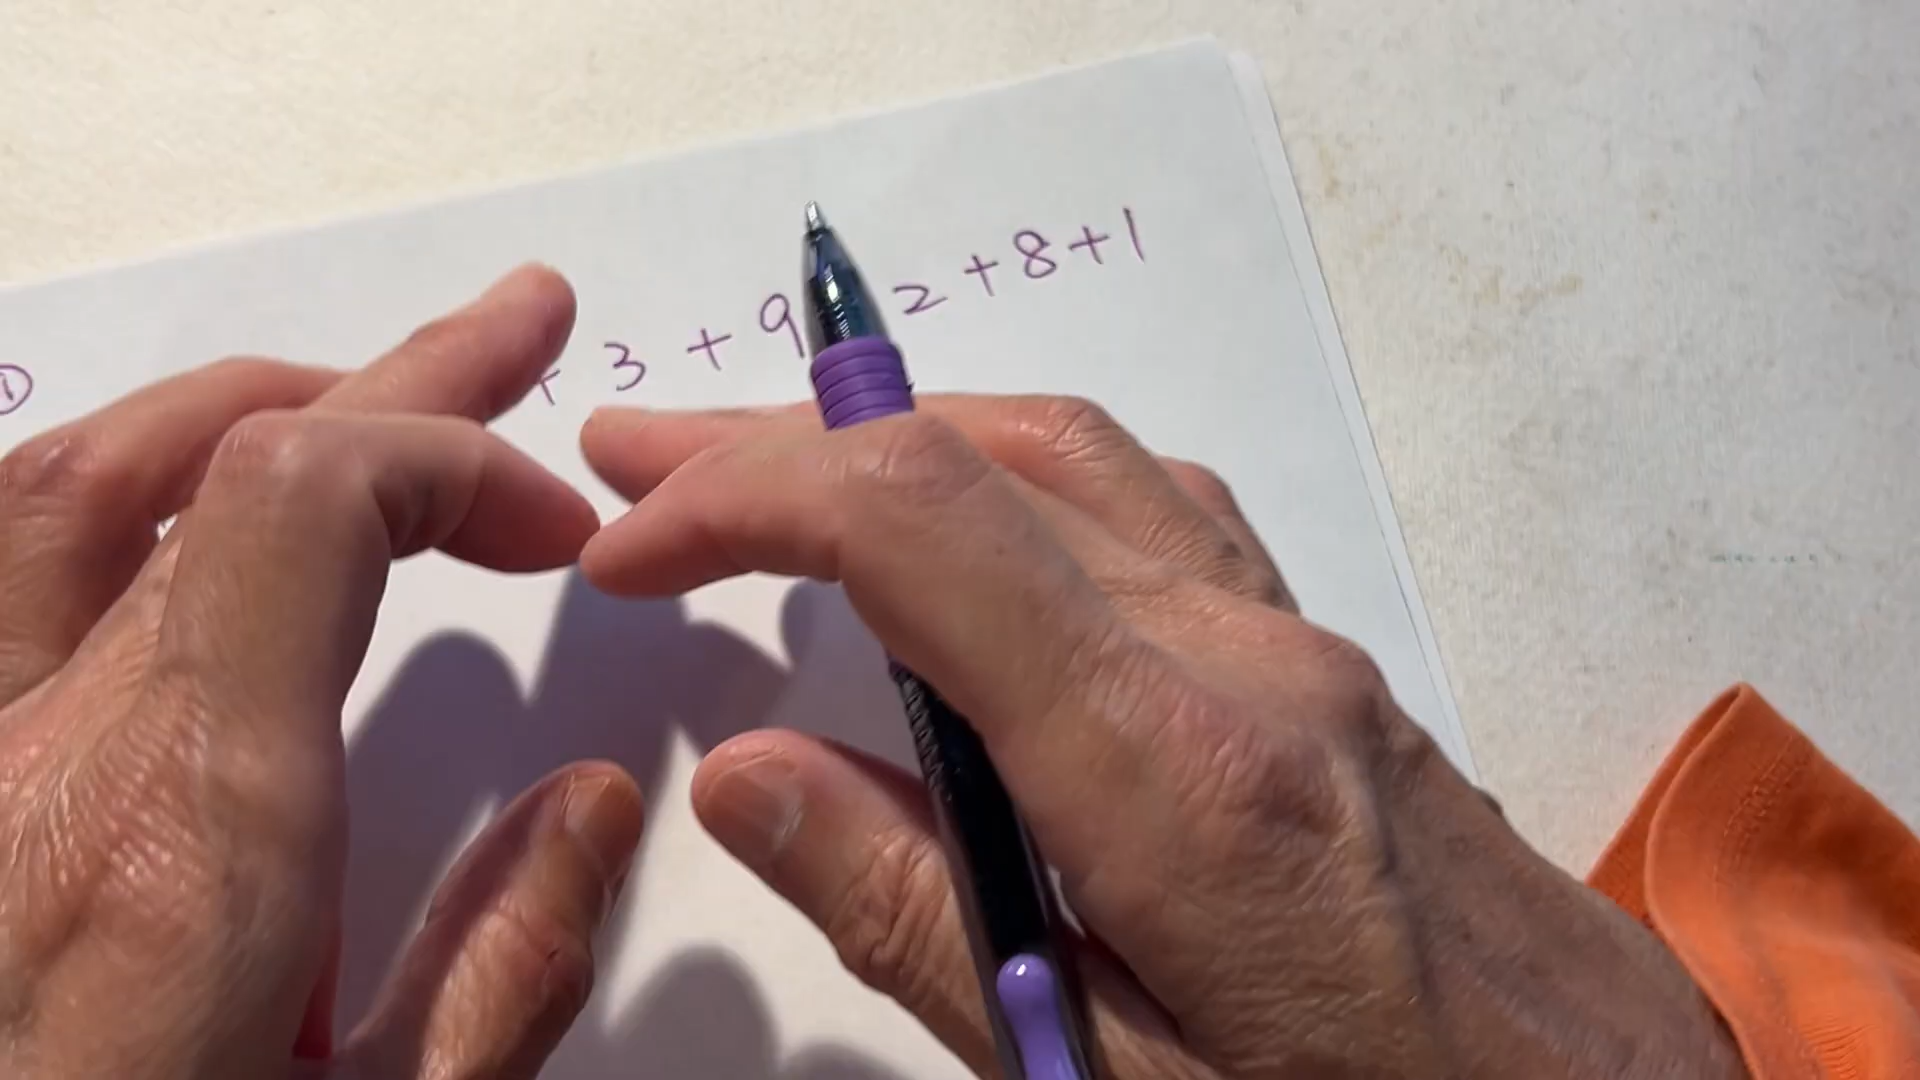 ① + 3 + 9 2 + 8 + 1